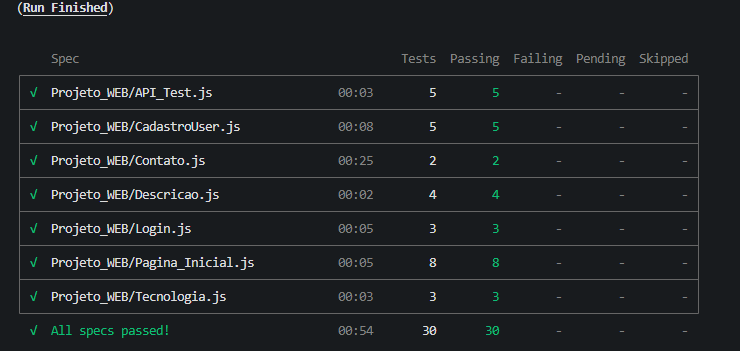 (Run Finished)
Spec Tests Passing Failing Pending Skipped
√ Projeto_WEB/API_Test.js 00:03 5 5 - - -
√ Projeto_WEB/CadastroUser.js 00:08 5 5 - - -
√ Projeto_WEB/Contato.js 00:25 2 2 - - -
√ Projeto_WEB/Descricao.js 00:02 4 4 - - -
√ Projeto_WEB/Login.js 00:05 3 3 - - -
√ Projeto_WEB/Pagina_Inicial.js 00:05 8 8 - - -
√ Projeto_WEB/Tecnologia.js 00:03 3 3 - - -
√ All specs passed! 00:54 30 30 - - -